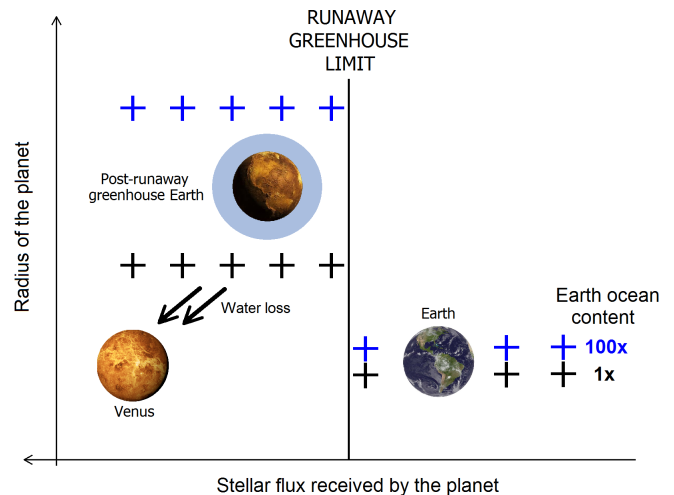 RUNAWAY
GREENHOUSE
LIMIT
Radius of the planet
Post-runaway
greenhouse Earth
Water loss
Venus
Earth
Earth ocean
content
100x
1x
Stellar flux received by the planet